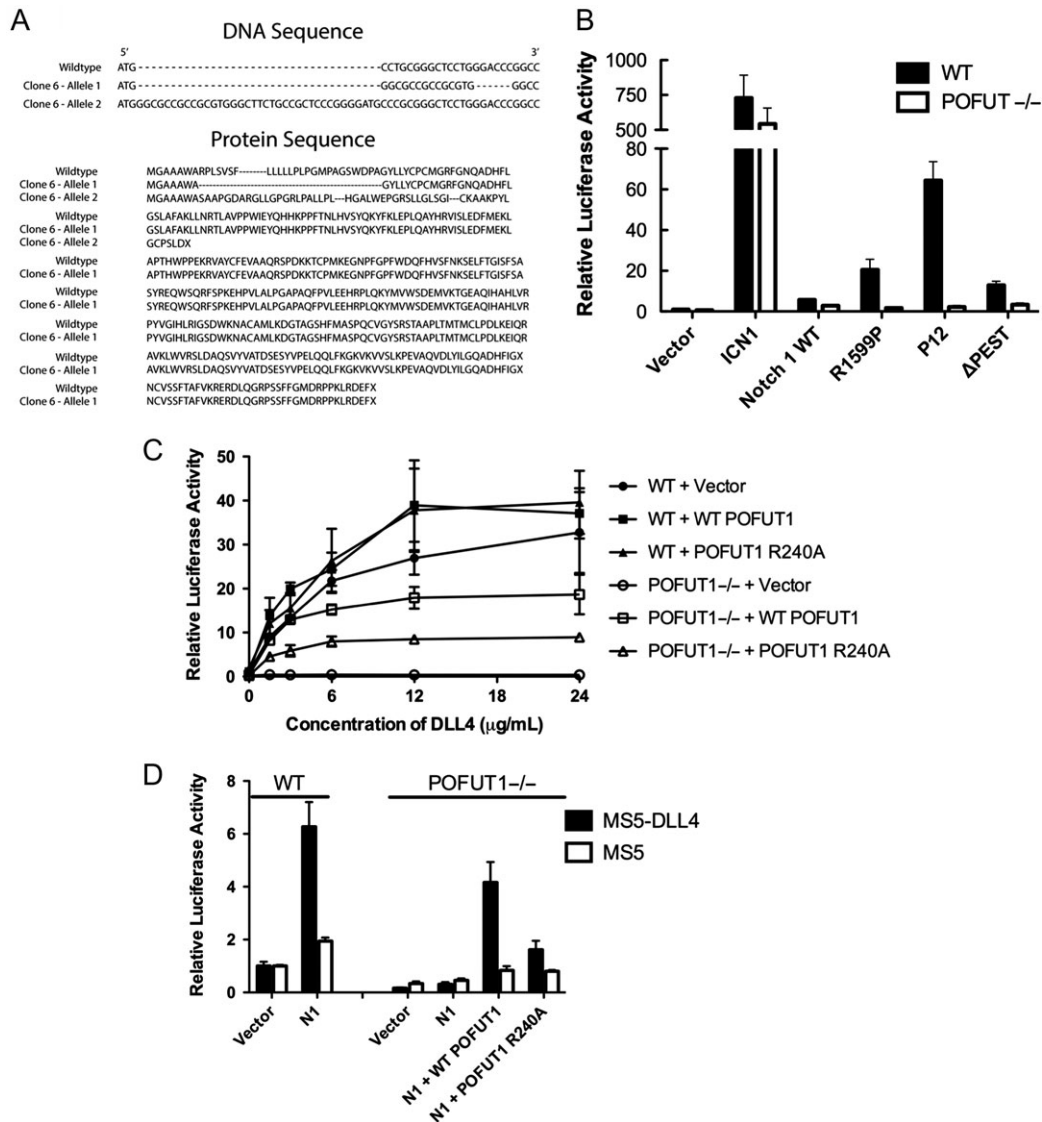 A
DNA Sequence
5' 3'
Wildtype ATG------------------------------------CCTGCGGGCTCCTGGGACCCGGCC
Clone 6 - Allele 1 ATG------------------------------------GGCGCCGCCGCGTG------GGCC
Clone 6 - Allele 2 ATGGGCGCCGCCGCGTGGGCTTCTGCCGCTCCCGGGGATGCCCGCGGGCTCCTGGGACCCGGCC
Protein Sequence
Wildtype MGAAAWARPLSVSF--------LLLLLPLPGMPAGSWDPAGYLLYCPCMGRFGNQADHFL
Clone 6 - Allele 1 MGAAAWA----------------------------------GYLLYCPCMGRFGNQADHFL
Clone 6 - Allele 2 MGAAAWASAAPGDARGLLGPGRLPALLPL---HGALWEPGRSLLGLSGI---CKAAKPYL
Wildtype GSLAFAKLLNRTLAVPPWIEYQHHKPPFTNLHVSYQKYFKLEPLQAYHRVISLEDFMEKL
Clone 6 - Allele 1 GSLAFAKLLNRTLAVPPWIEYQHHKPPFTNLHVSYQKYFKLEPLQAYHRVISLEDFMEKL
Clone 6 - Allele 2 GCPSLDX
Wildtype APTHWPPEKRVAYCFEVAAQRSPDKKTCPMKEGNPFGPFWDQFHVSFNKSELFTGISFSA
Clone 6 - Allele 1 APTHWPPEKRVAYCFEVAAQRSPDKKTCPMKEGNPFGPFWDQFHVSFNKSELFTGISFSA
Wildtype SYREQWSQRFSPKEHPVLALPGAPAQFPVLEEHRPLQKYMVWSDEMVKTGEAQIHAHLVR
Clone 6 - Allele 1 SYREQWSQRFSPKEHPVLALPGAPAQFPVLEEHRPLQKYMVWSDEMVKTGEAQIHAHLVR
Wildtype PYVGIHLRIGSDWKNACAMLKDGTAGSHFMASPQCVGYSRSTAAPLTMTMCLPDLKEIQR
Clone 6 - Allele 1 PYVGIHLRIGSDWKNACAMLKDGTAGSHFMASPQCVGYSRSTAAPLTMTMCLPDLKEIQR
Wildtype AVKLWVRSLDAQSVYVATDSESYVPELQQLFKGKVKVVSLKPEVAQVDLYILGQADHFIGX
Clone 6 - Allele 1 AVKLWVRSLDAQSVYVATDSESYVPELQQLFKGKVKVVSLKPEVAQVDLYILGQADHFIGX
Wildtype NCVSSFTAFVKRERDLQGRPSSFFGMDRPPKLRDEFX
Clone 6 - Allele 1 NCVSSFTAFVKRERDLQGRPSSFFGMDRPPKLRDEFX
B
Relative Luciferase Activity
1000
750
500
80
60
40
20
0
WT
POFUT -/-
Vector
ICN1
Notch 1 WT
R1599P
P12
ΔPEST
C
Relative Luciferase Activity
50
40
30
20
10
0
0 6 12 18 24
Concentration of DLL4 (μg/mL)
WT + Vector
WT + WT POFUT1
WT + POFUT1 R240A
POFUT1-/- + Vector
POFUT1-/- + WT POFUT1
POFUT1-/- + POFUT1 R240A
D
Relative Luciferase Activity
8
6
4
2
0
WT POFUT1-/-
MS5-DLL4
MS5
Vector
N1
Vector
N1
N1 + WT POFUT1
N1 + POFUT1 R240A